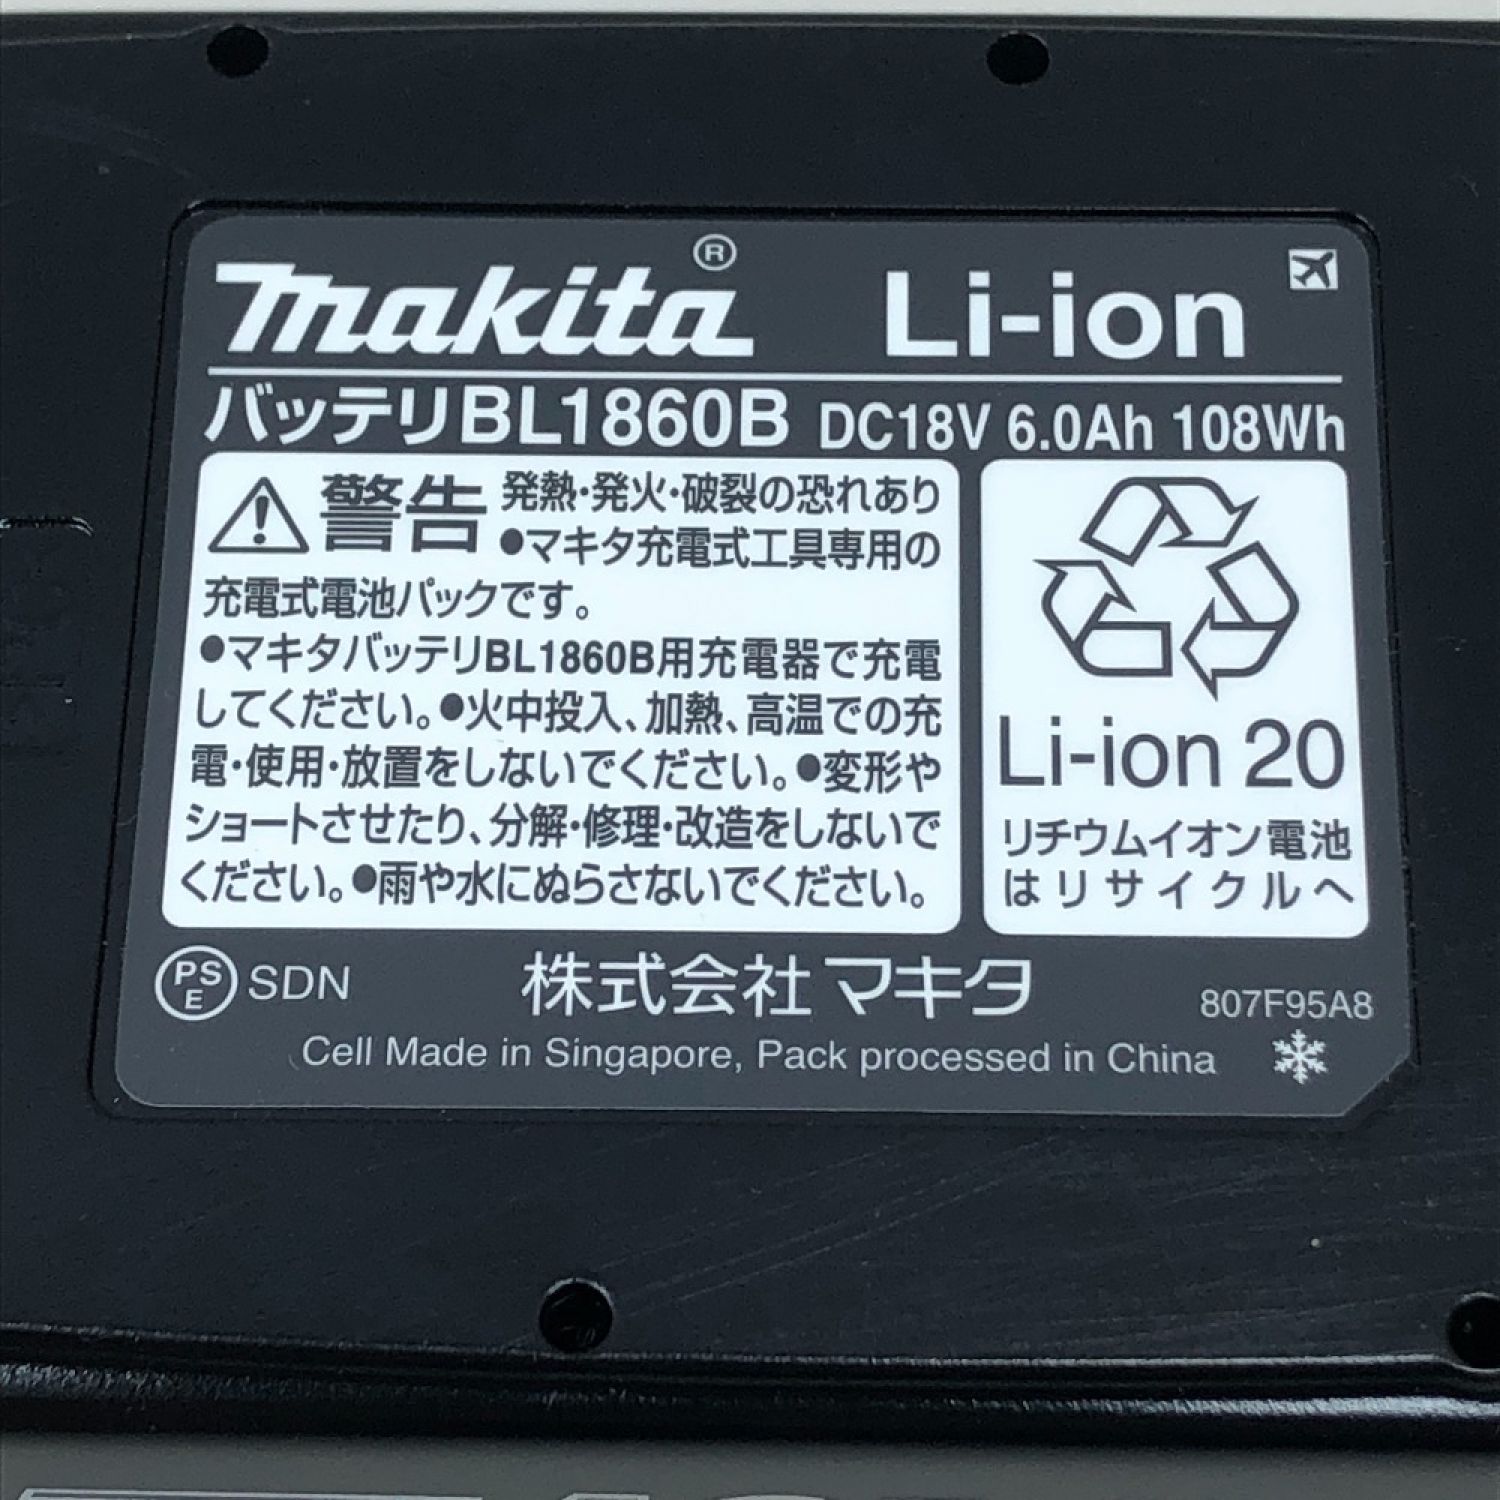 makita® Li-ion
バッテリBL1860B DC18V 6.0Ah 108Wh
警告 発熱・発火・破裂の恐れあり
●マキタ充電式工具専用の
充電式電池パックです。
●マキタバッテリBL1860B用充電器で充電
してください。●火中投入、加熱、高温での充
電・使用・放置をしないでください。●変形や
ショートさせたり、分解・修理・改造をしないで
ください。●雨や水にぬらさないでください。
Li-ion 20
リチウムイオン電池
はリサイクルへ
PSE SDN 株式会社マキタ 807F95A8
Cell Made in Singapore, Pack processed in China